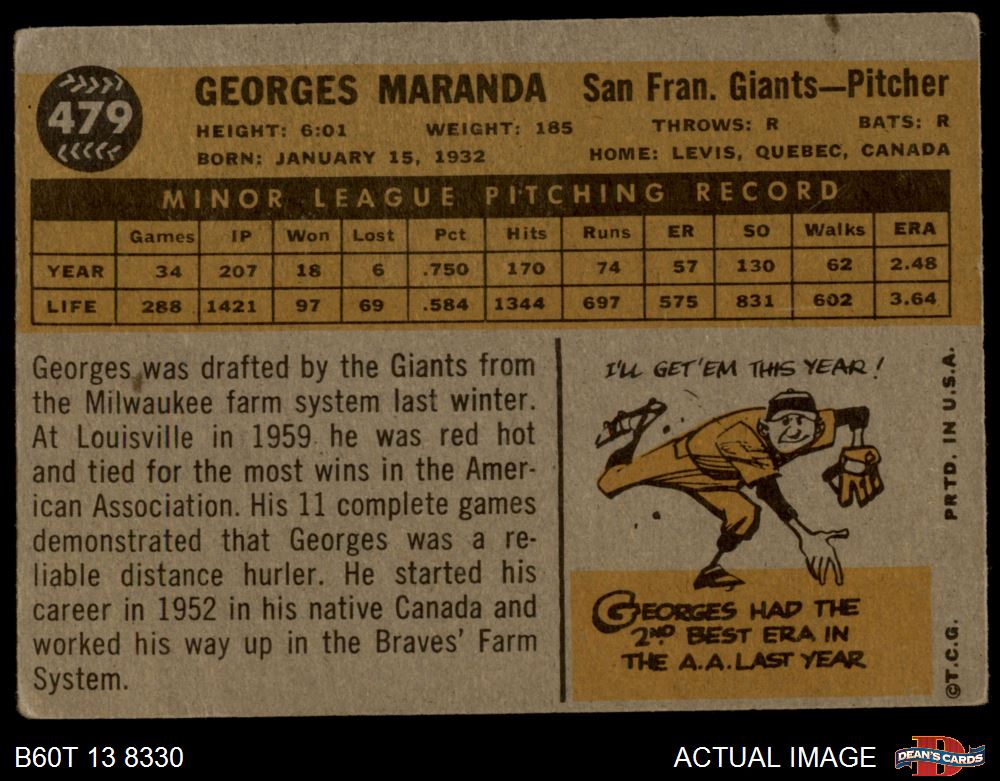 479
GEORGES MARANDA San Fran. Giants—Pitcher
HEIGHT: 6:01 WEIGHT: 185 THROWS: R BATS: R
BORN: JANUARY 15, 1932 HOME: LEVIS, QUEBEC, CANADA
MINOR LEAGUE PITCHING RECORD
Games IP Won Lost Pct Hits Runs ER SO Walks ERA
YEAR 34 207 18 6 .750 170 74 57 130 62 2.48
LIFE 288 1421 97 69 .584 1344 697 575 831 602 3.64
Georges was drafted by the Giants from
the Milwaukee farm system last winter.
At Louisville in 1959 he was red hot
and tied for the most wins in the Amer-
ican Association. His 11 complete games
demonstrated that Georges was a re-
liable distance hurler. He started his
career in 1952 in his native Canada and
worked his way up in the Braves' Farm
System.
I'LL GET 'EM THIS YEAR!
GEORGES HAD THE
2ND BEST ERA IN
THE A.A. LAST YEAR
©T.C.G. PRTD. IN U.S.A.
B60T 13 8330 ACTUAL IMAGE
D
DEAN'S CARDS